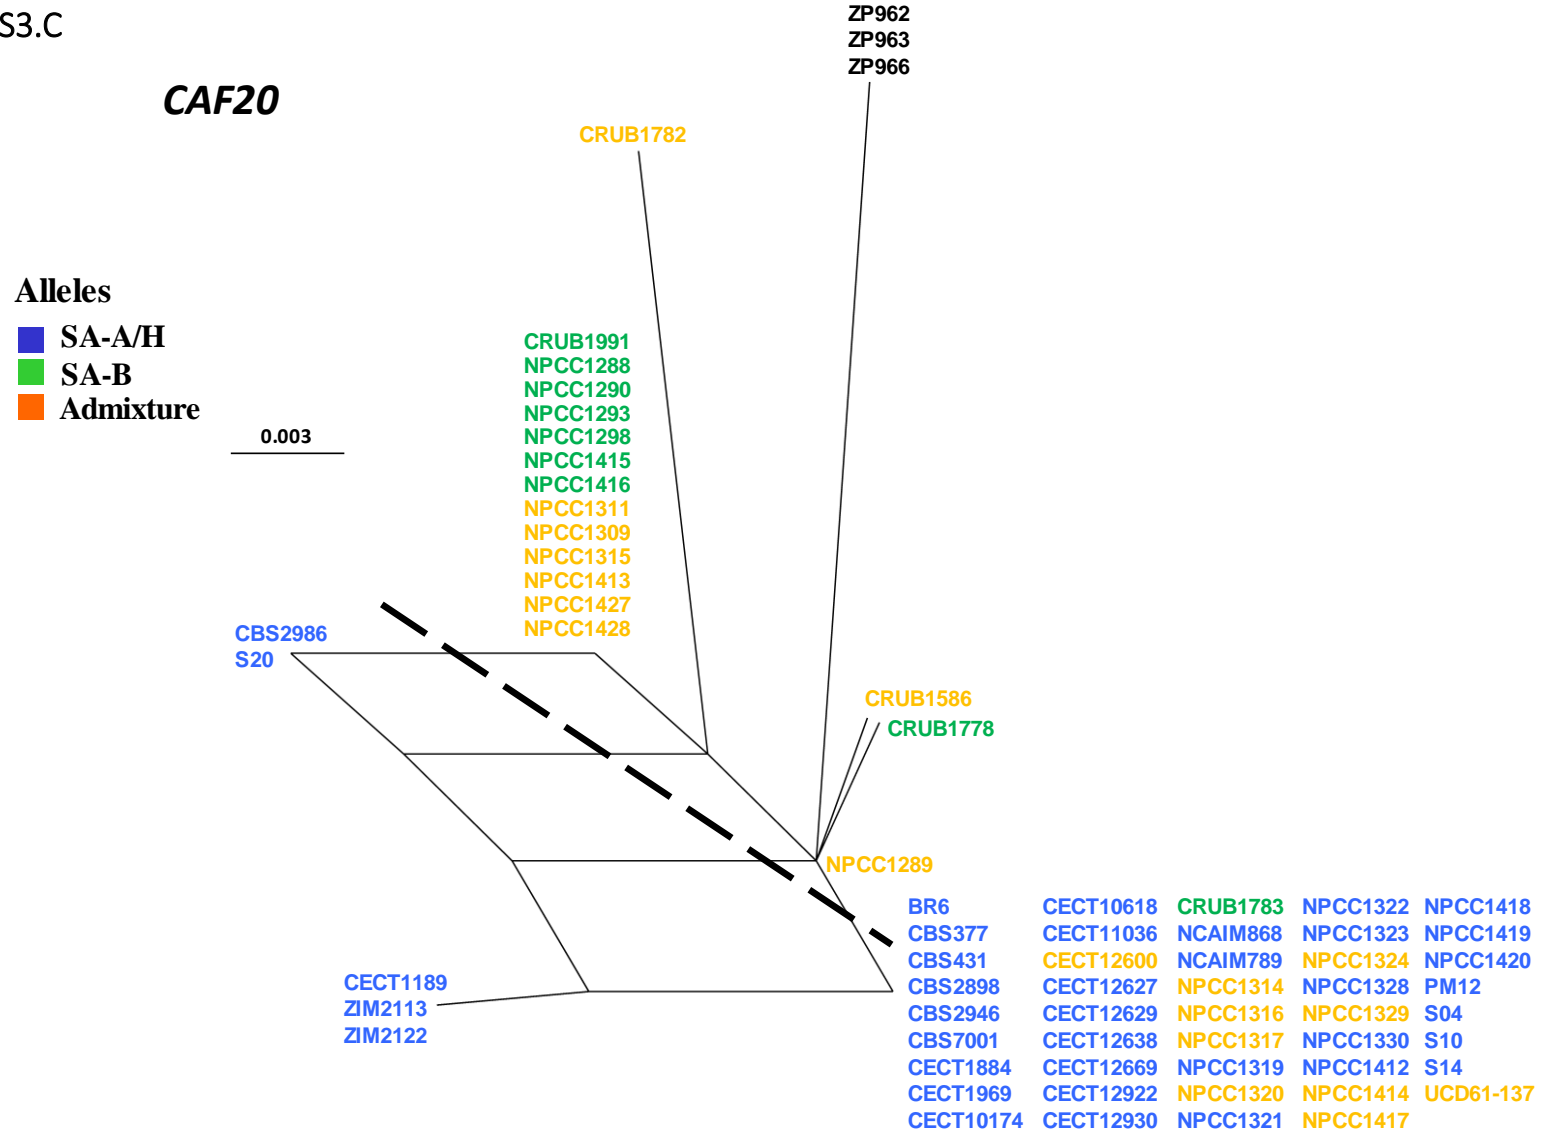 S3.C
CAF20
ZP962
ZP963
ZP966
CRUB1782
Alleles
SA-A/H
SA-B
Admixture
0.003
CRUB1991
NPCC1288
NPCC1290
NPCC1293
NPCC1298
NPCC1415
NPCC1416
NPCC1311
NPCC1309
NPCC1315
NPCC1413
NPCC1427
NPCC1428
CBS2986
S20
CRUB1586
CRUB1778
NPCC1289
BR6 CECT10618 CRUB1783 NPCC1322 NPCC1418
CBS377 CECT11036 NCAIM868 NPCC1323 NPCC1419
CBS431 CECT12600 NCAIM789 NPCC1324 NPCC1420
CBS2898 CECT12627 NPCC1314 NPCC1328 PM12
CBS2946 CECT12629 NPCC1316 NPCC1329 S04
CBS7001 CECT12638 NPCC1317 NPCC1330 S10
CECT1884 CECT12669 NPCC1319 NPCC1412 S14
CECT1969 CECT12922 NPCC1320 NPCC1414 UCD61-137
CECT10174 CECT12930 NPCC1321 NPCC1417
CECT1189
ZIM2113
ZIM2122